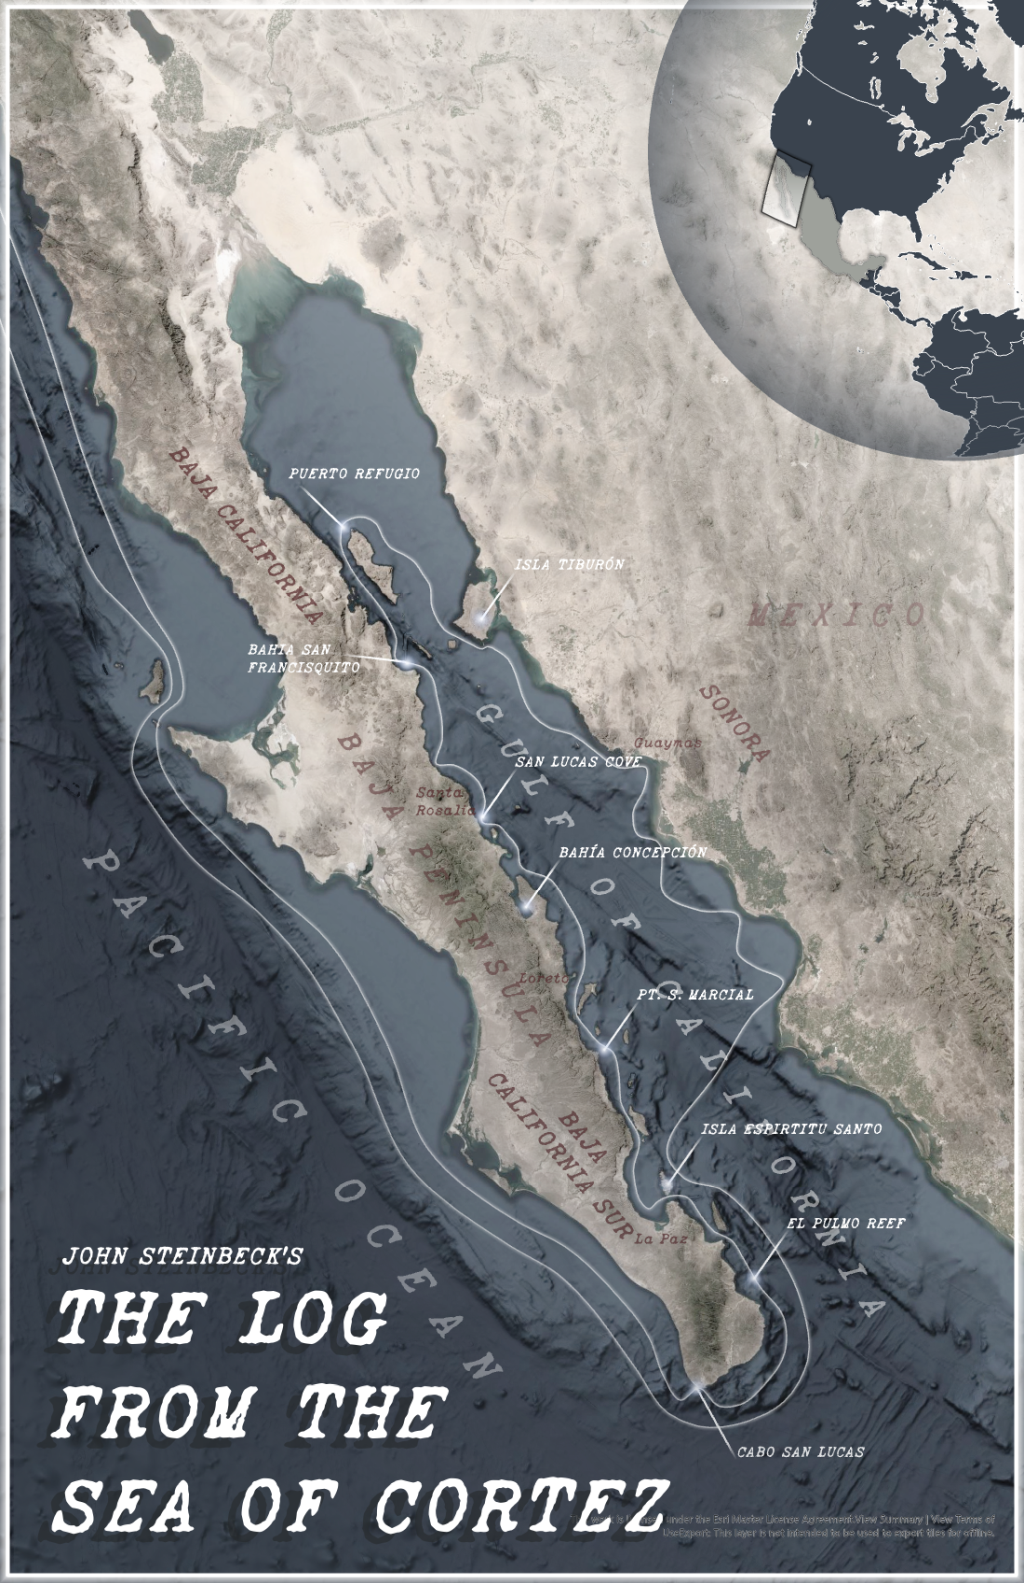 PUERTO REFUGIO
BAJA CALIFORNIA
ISLA TIBURÓN
MEXICO
BAHÍA SAN
FRANCISQUITO
SONORA
GULF OF CALIFORNIA
Guaymas
SAN LUCAS COVE
BAJA PENINSULA
Santa
Rosalía
BAHÍA CONCEPCIÓN
PACIFIC OCEAN
Loreto
PT. S. MARCIAL
BAJA
CALIFORNIA SUR
ISLA ESPIRTITU SANTO
EL PULMO REEF
La Paz
JOHN STEINBECK'S
THE LOG
FROM THE
SEA OF CORTEZ
CABO SAN LUCAS
under the Esri Master License Agreement.View Summary | View Terms of
Use Export: This layer is not intended to be used to export tiles for offline.